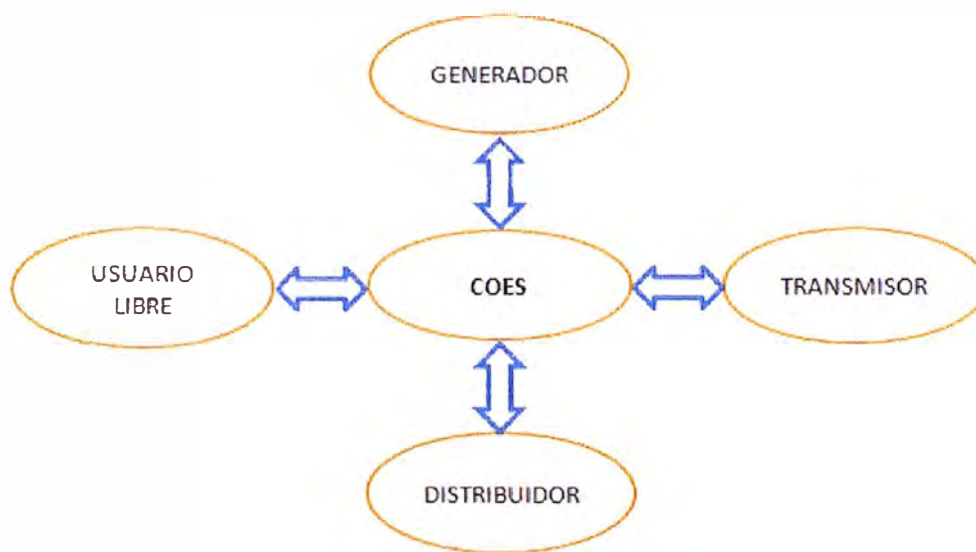 GENERADOR
USUARIO
LIBRE
COES
TRANSMISOR
DISTRIBUIDOR